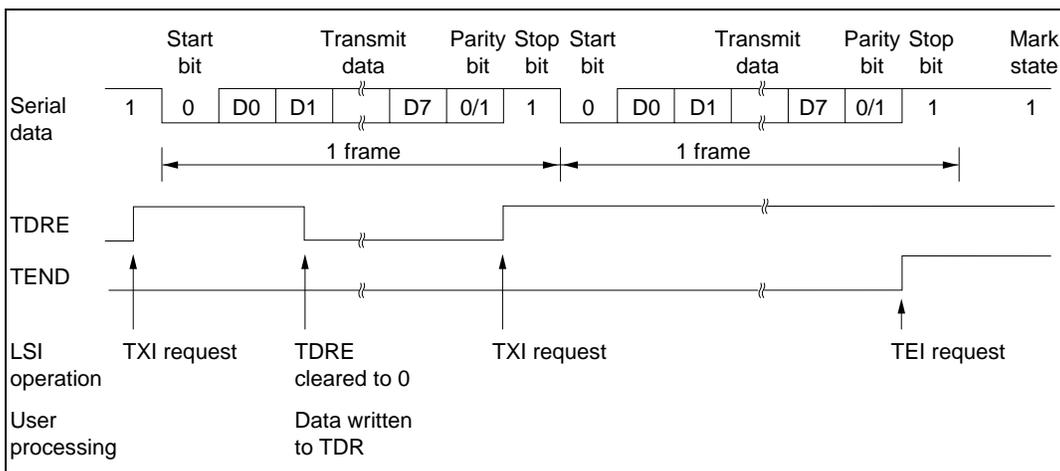 Start bit Transmit data Parity bit Stop bit Start bit Transmit data Parity bit Stop bit Mark state
Serial data 1 0 D0 D1 D7 0/1 1 0 D0 D1 D7 0/1 1 1
1 frame 1 frame
TDRE
TEND
LSI operation TXI request TDRE cleared to 0 TXI request TEI request
User processing Data written to TDR